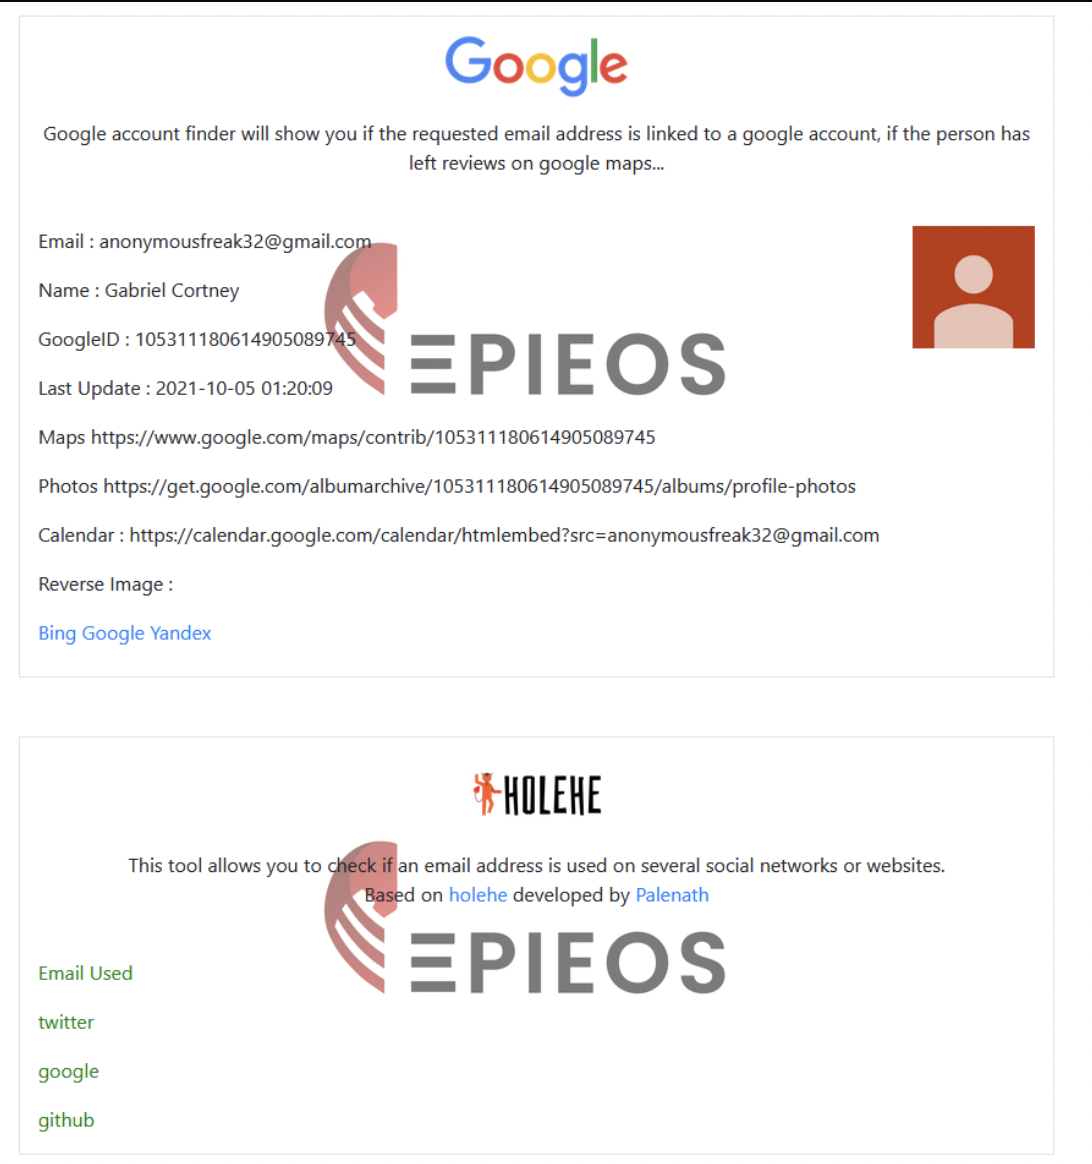 Google
Google account finder will show you if the requested email address is linked to a google account, if the person has
left reviews on google maps...
Email : anonymousfreak32@gmail.com
Name : Gabriel Cortney
GoogleID : 105311180614905089745
EPIEOS
Last Update : 2021-10-05 01:20:09
Maps https://www.google.com/maps/contrib/105311180614905089745
Photos https://get.google.com/albumarchive/105311180614905089745/albums/profile-photos
Calendar : https://calendar.google.com/calendar/htmlembed?src=anonymousfreak32@gmail.com
Reverse Image :
Bing Google Yandex
HOLEHE
This tool allows you to check if an email address is used on several social networks or websites.
Based on holehe developed by Palenath
EPIEOS
Email Used
twitter
google
github